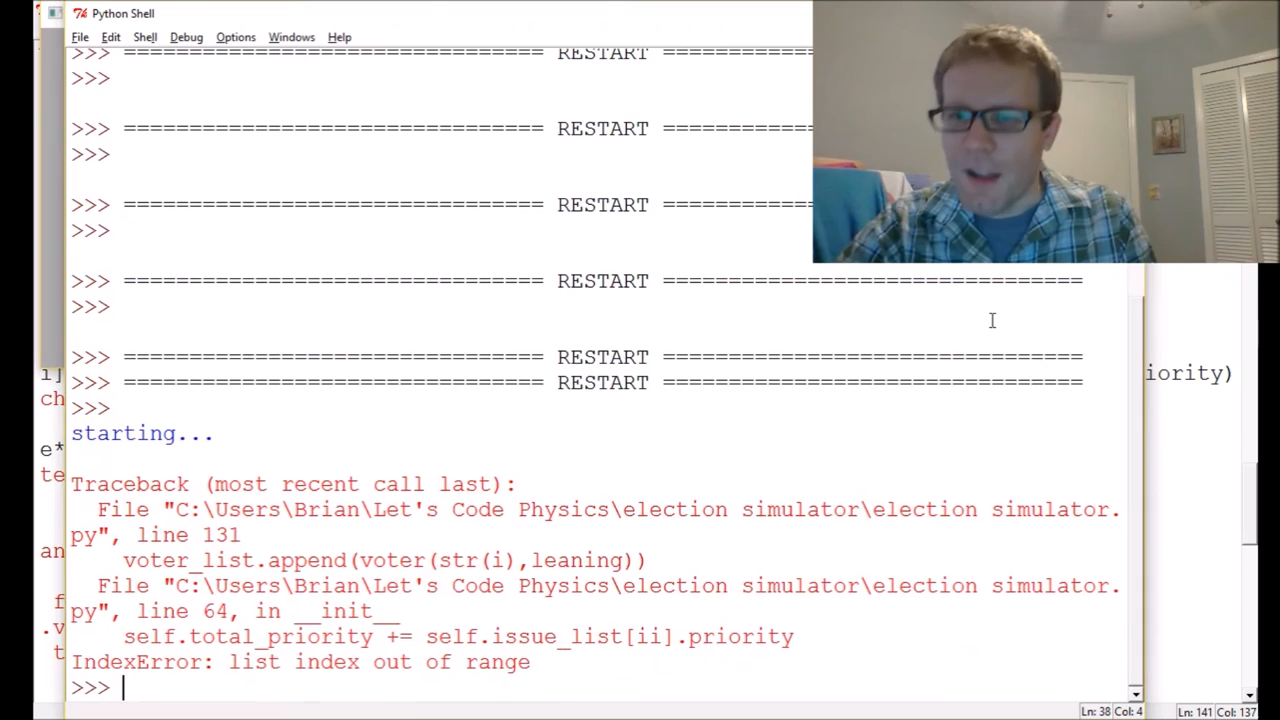 Python Shell
File Edit Shell Debug Options Windows Help
>>> ================================ RESTART ===========
>>>
>>> ================================ RESTART ===========
>>>
>>> ================================ RESTART ===========
>>>
>>> ================================ RESTART ================================
>>>
>>> ================================ RESTART ================================
>>> ================================ RESTART ================================
>>>
starting...
Traceback (most recent call last):
File "C:\Users\Brian\Let's Code Physics\election simulator\election simulator.
py", line 131
voter_list.append(voter(str(i),leaning))
File "C:\Users\Brian\Let's Code Physics\election simulator\election simulator.
py", line 64, in __init__
self.total_priority += self.issue_list[ii].priority
IndexError: list index out of range
>>>
Ln: 38 Col: 4
iority)
ch
e*
te
an
f
.v
t
Ln: 141 Col: 137